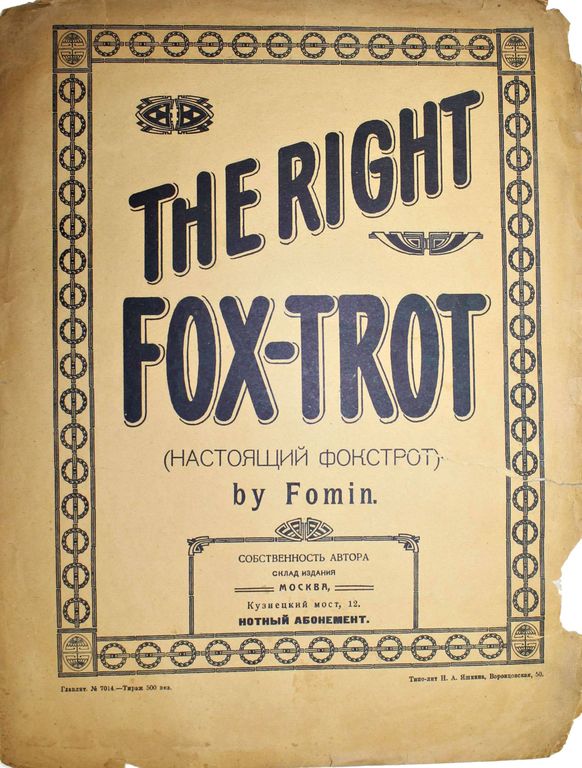 THE RIGHT
FOX-TROT
(НАСТОЯЩИЙ ФОКСТРОТ)
by Fomin.
СОБСТВЕННОСТЬ АВТОРА
СКЛАД ИЗДАНИЯ
МОСКВА,
Кузнецкий мост, 12.
НОТНЫЙ АБОНЕМЕНТ.
Главлит. № 7014.—Тираж 500 экз.
Типо-лит Н. А. Яшкина, Воронцовская, 50.